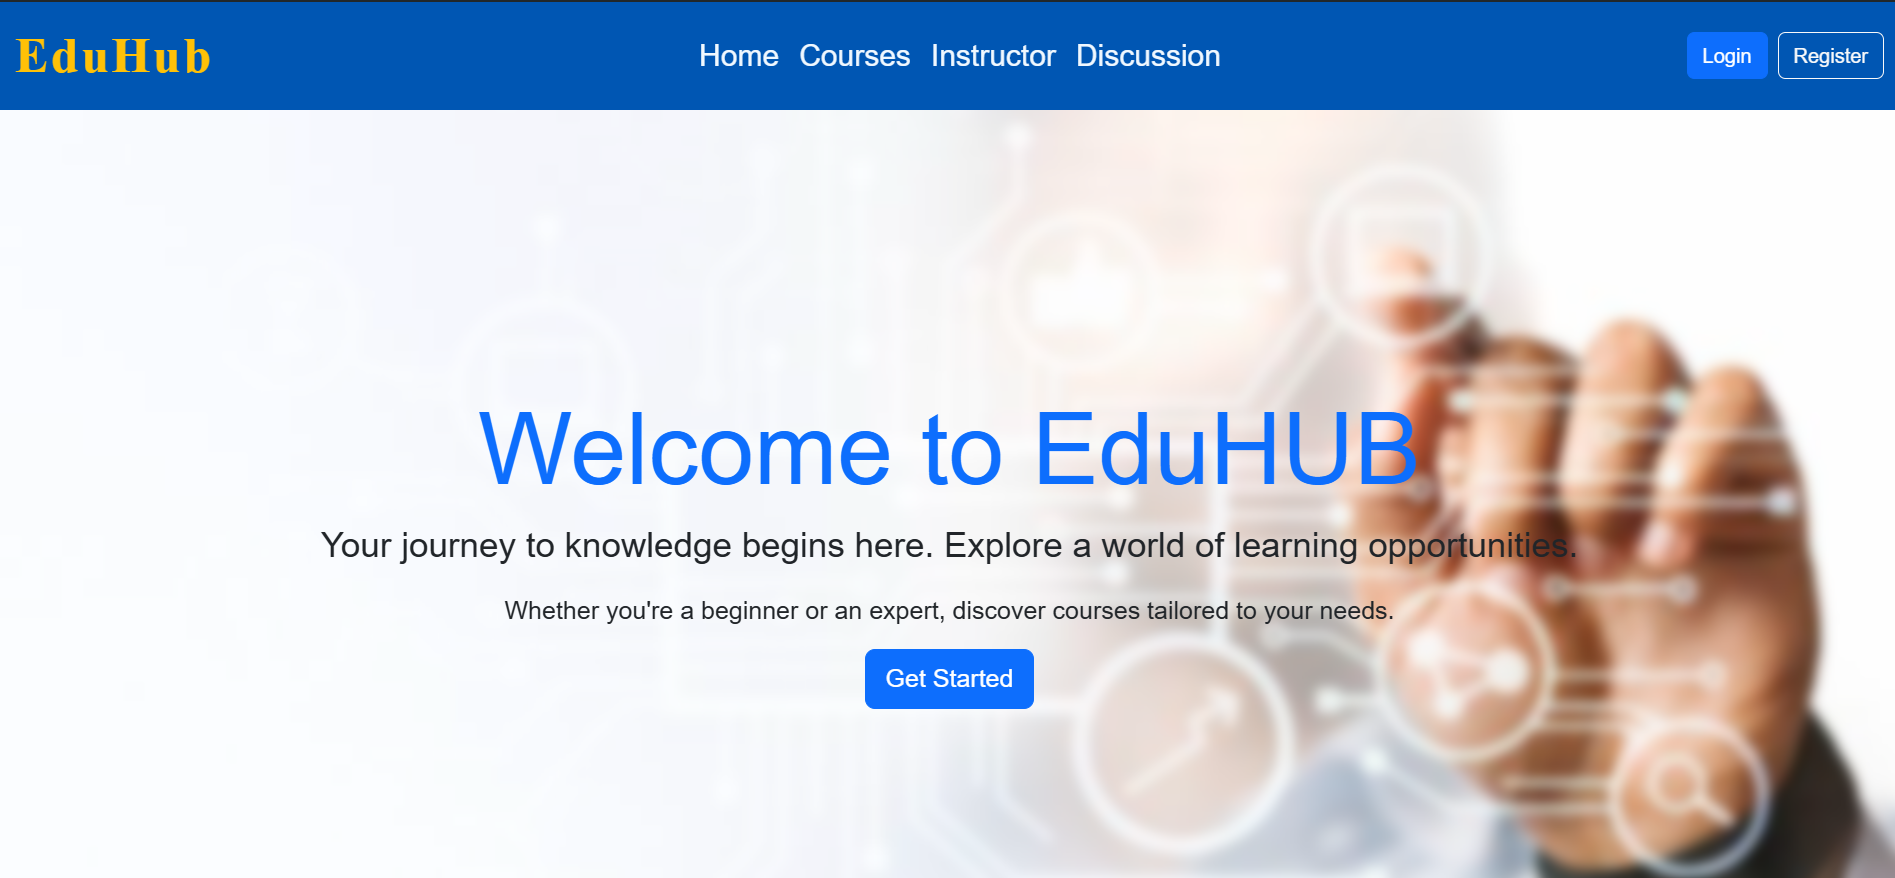 EduHub
Home Courses Instructor Discussion
Login Register
Welcome to EduHUB
Your journey to knowledge begins here. Explore a world of learning opportunities.
Whether you're a beginner or an expert, discover courses tailored to your needs.
Get Started